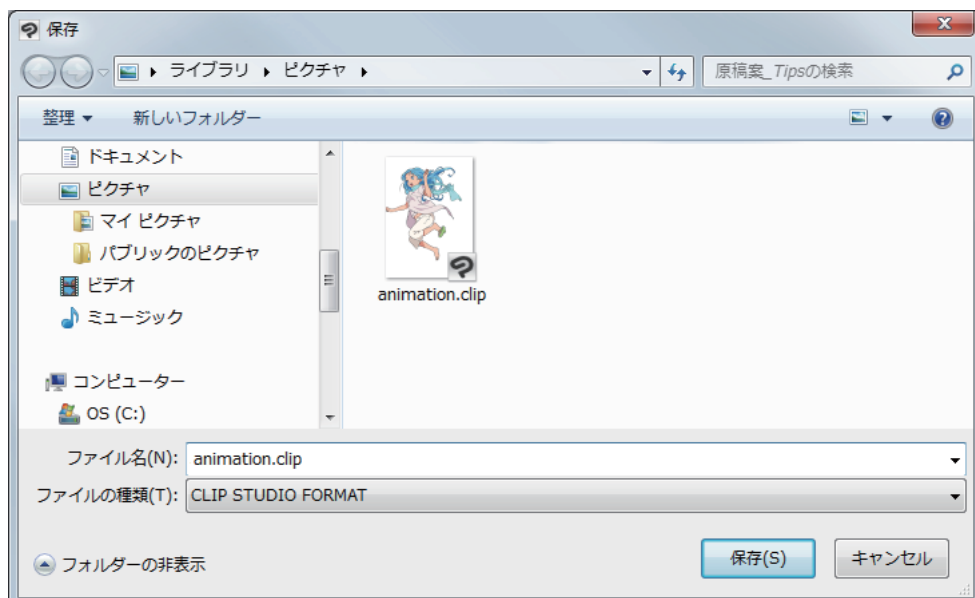 保存
ライブラリ ピクチャ 原稿案_Tipsの検索
整理 新しいフォルダー
ドキュメント
ピクチャ
マイ ピクチャ
パブリックのピクチャ
ビデオ
ミュージック
コンピューター
OS (C:)
animation.clip
ファイル名(N): animation.clip
ファイルの種類(T): CLIP STUDIO FORMAT
フォルダーの非表示 保存(S) キャンセル